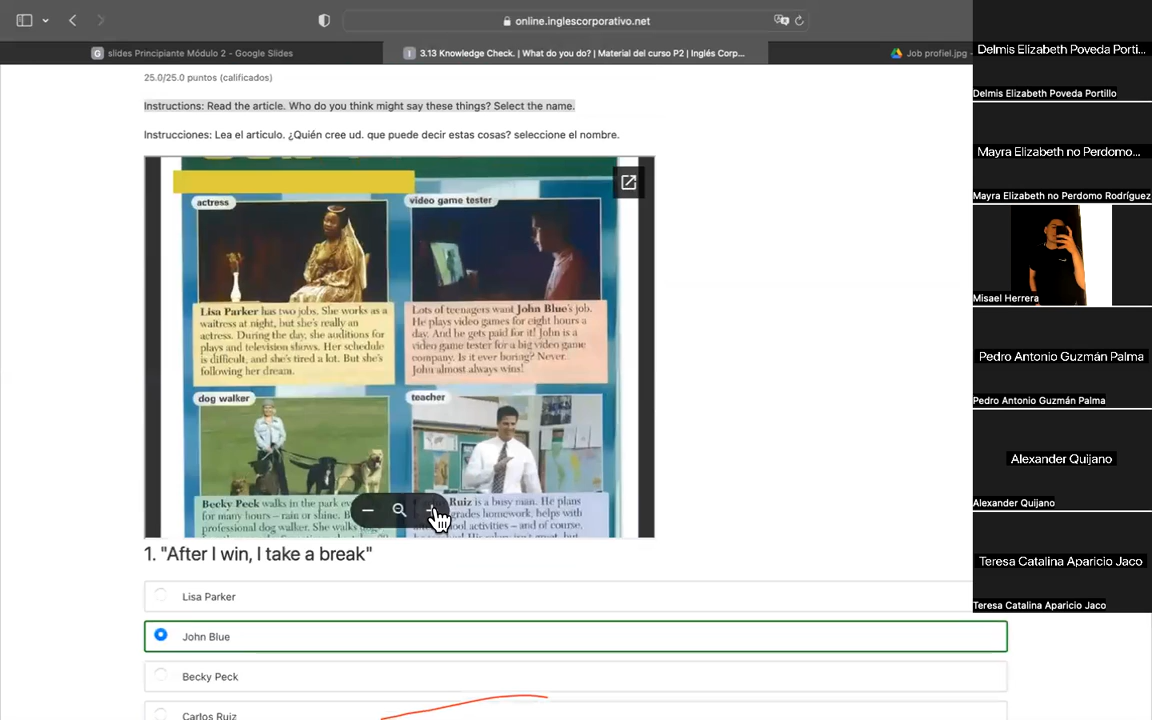 online.inglescorporativo.net
slides Principiante Módulo 2 - Google Slides
3.13 Knowledge Check. | What do you do? | Material del curso P2 | Inglés Corp...
Job profiel.jpg -
25.0/25.0 puntos (calificados)
Instructions: Read the article. Who do you think might say these things? Select the name.
Instrucciones: Lea el articulo. ¿Quién cree ud. que puede decir estas cosas? seleccione el nombre.
actress
Lisa Parker has two jobs. She works as a
waitress at night, but she's really an
actress. During the day, she auditions for
plays and television shows. Her schedule
is difficult, and she's tired a lot. But she's
following her dream.
video game tester
Lots of teenagers want John Blue's job.
He plays video games for eight hours a
day. And he gets paid for it! John is a
video game tester for a big video game
company. Is it ever boring? Never.
John almost always wins!
dog walker
Becky Peck walks in the park
for many hours – rain or shine.
professional dog walker. She walks
teacher
Ruiz is a busy man. He plans
grades homework, helps with
ool activities – and of course,
1. "After I win, I take a break"
Lisa Parker
John Blue
Becky Peck
Carlos Ruiz
Delmis Elizabeth Poveda Porti...
Delmis Elizabeth Poveda Portillo
Mayra Elizabeth no Perdomo...
Mayra Elizabeth no Perdomo Rodríguez
Misael Herrera
Pedro Antonio Guzmán Palma
Pedro Antonio Guzmán Palma
Alexander Quijano
Alexander Quijano
Teresa Catalina Aparicio Jaco
Teresa Catalina Aparicio Jaco